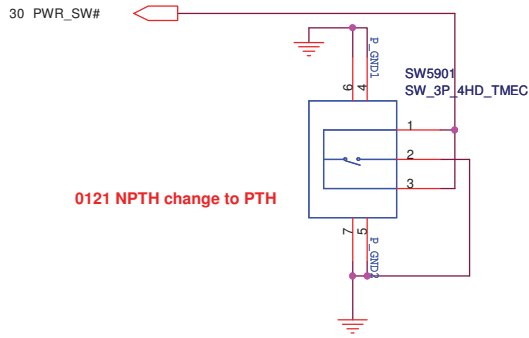 30 PWR_SW#
P_GND1
6
4
SW5901
SW_3P_4HD_TMEC
1
2
3
0121 NPTH change to PTH
7
5
P_GND2